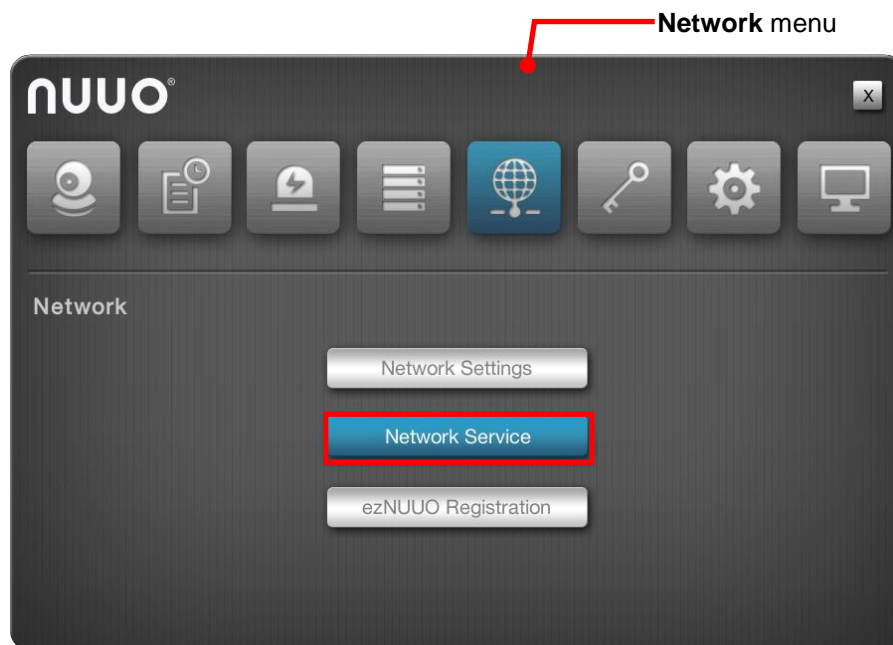 Network menu
nuuo®
X
Network
Network Settings
Network Service
ezNUUO Registration